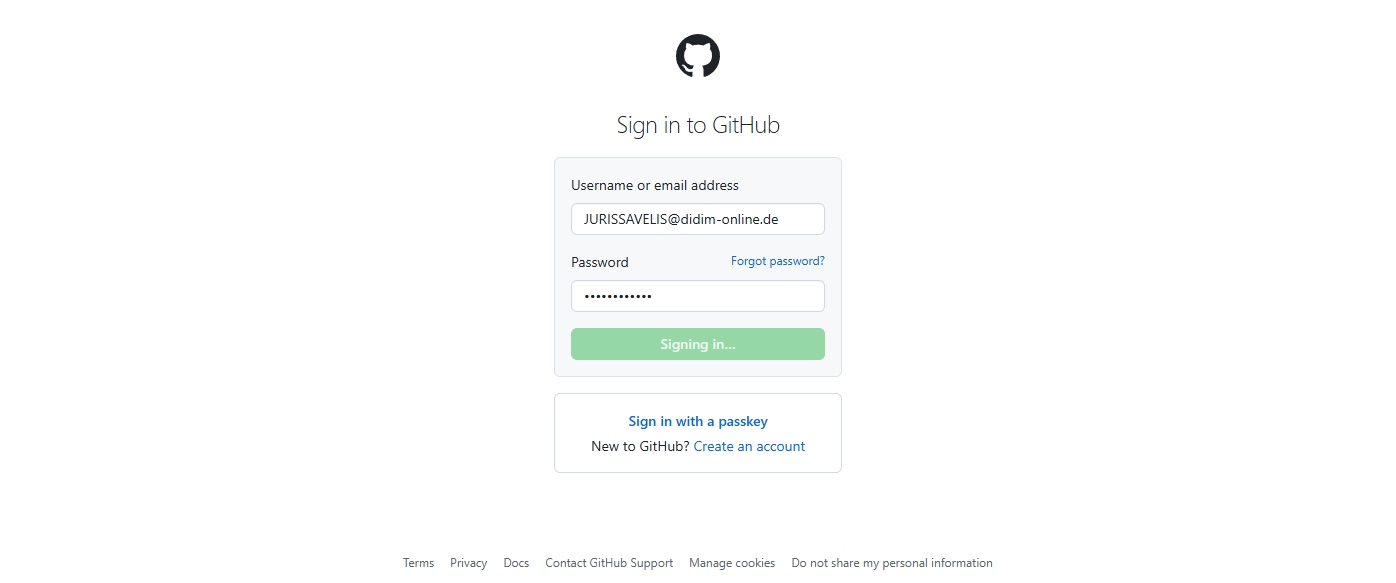 Sign in to GitHub
Username or email address
JURISSAVELIS@didim-online.de
Password Forgot password?
••••••••••••
Signing in...
Sign in with a passkey
New to GitHub? Create an account
Terms Privacy Docs Contact GitHub Support Manage cookies Do not share my personal information